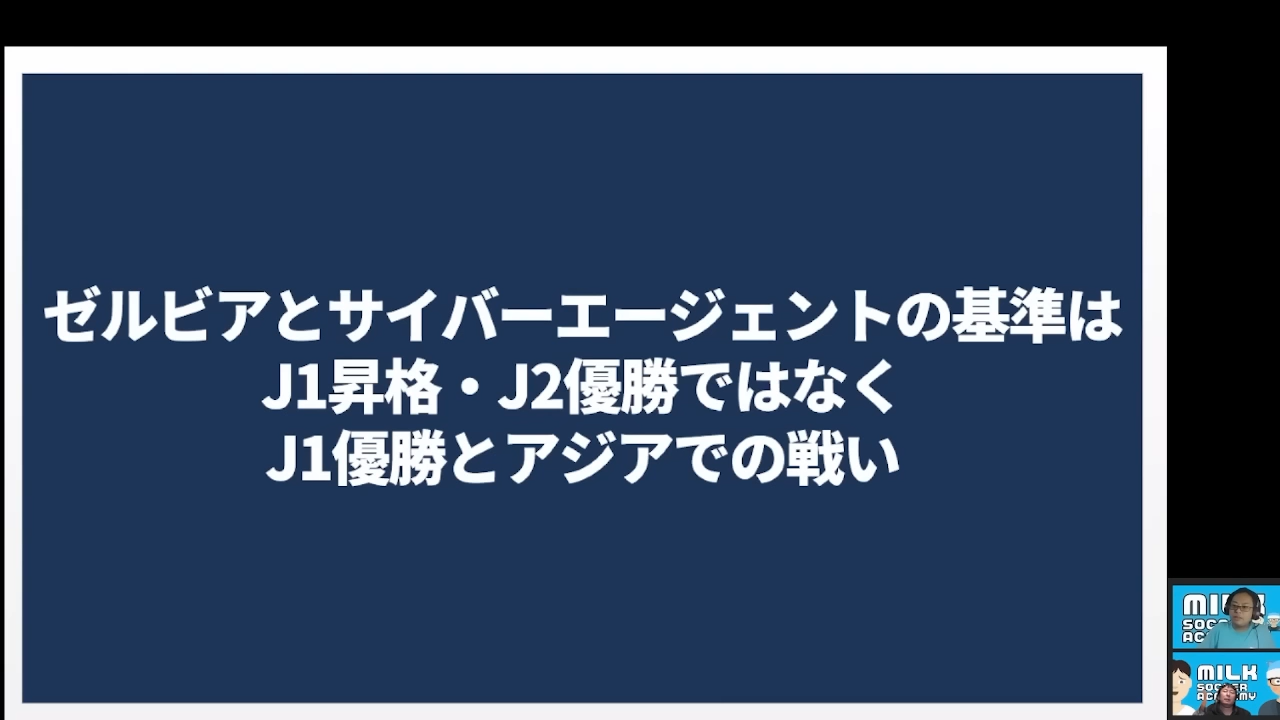 ゼルビアとサイバーエージェントの基準は
J1昇格・J2優勝ではなく
J1優勝とアジアでの戦い
MILK
SOCCER
ACADEMY